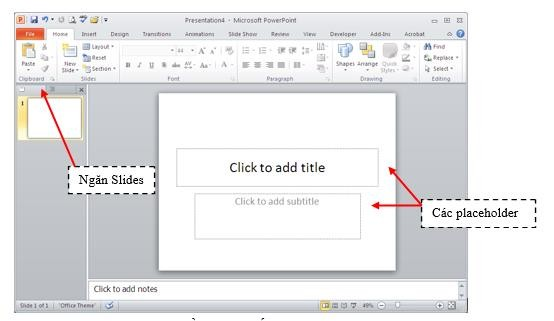 Presentation4 - Microsoft PowerPoint
File Home Insert Design Transitions Animations Slide Show Review View Developer Add-Ins Acrobat
Paste
New
Slide
Layout
Reset
Section
44
Shapes
Arrange
Quick
Styles
Find
Replace
Select
Clipboard Slides Font Paragraph Drawing Editing
1
Click to add title
Ngăn Slides
Click to add subtitle
Các placeholder
Click to add notes
Slide 1 of 1 "Office Theme" 49%